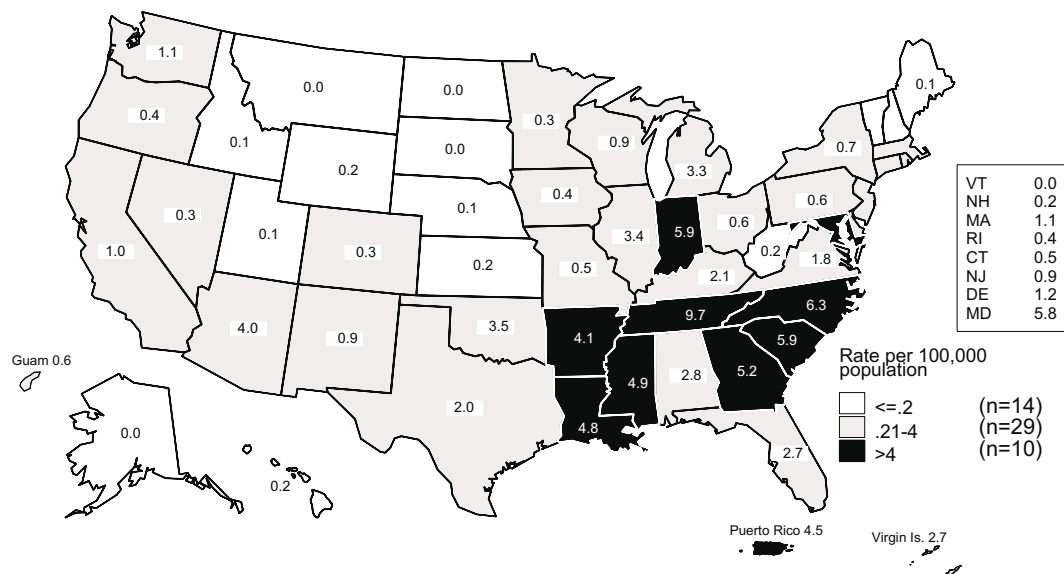 1.1
0.0
0.0
0.1
0.4
0.3
0.9
0.7
0.1
0.2
0.0
3.3
VT 0.0
NH 0.2
MA 1.1
RI 0.4
CT 0.5
NJ 0.9
DE 1.2
MD 5.8
0.3
0.1
0.1
0.4
0.6
0.6
1.0
0.3
0.2
0.5
3.4
5.9
0.2
1.8
2.1
4.0
0.9
3.5
4.1
9.7
6.3
5.9
Guam 0.6
2.0
4.8
4.9
2.8
5.2
2.7
Rate per 100,000
population
<=.2 (n=14)
.21-4 (n=29)
>4 (n=10)
0.0
0.2
Puerto Rico 4.5
Virgin Is. 2.7